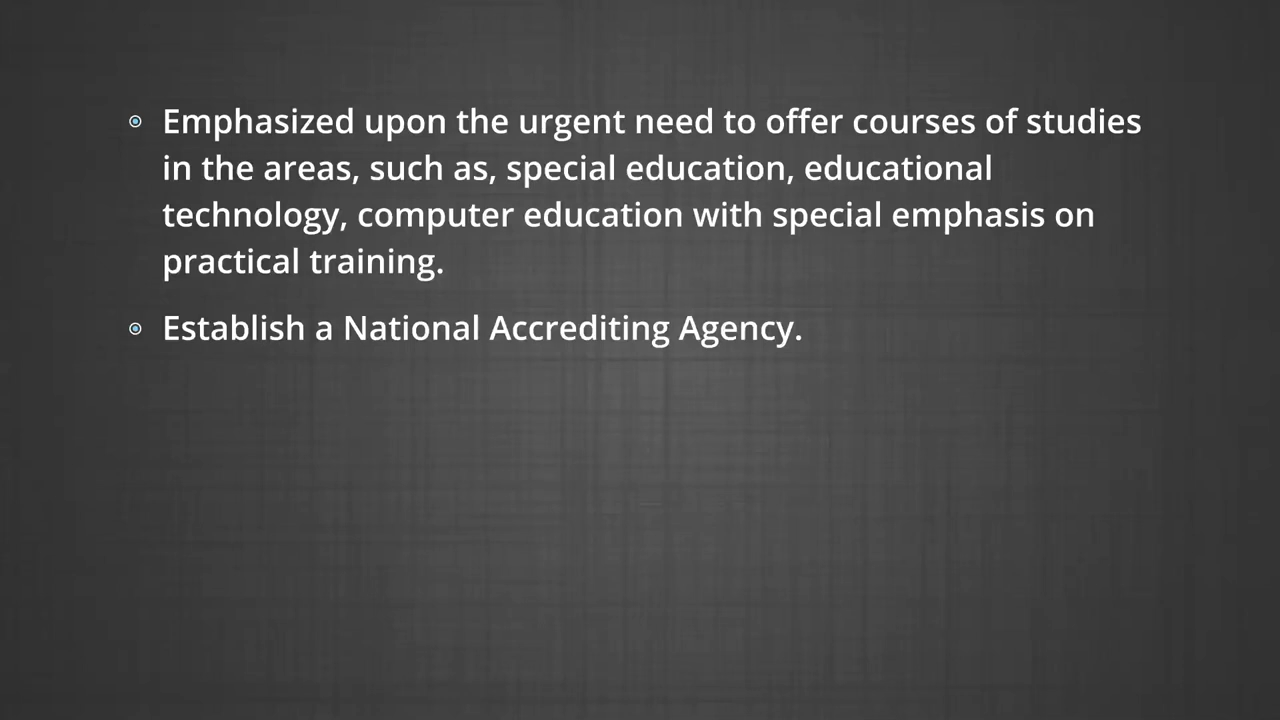 Emphasized upon the urgent need to offer courses of studies
in the areas, such as, special education, educational
technology, computer education with special emphasis on
practical training.
Establish a National Accrediting Agency.